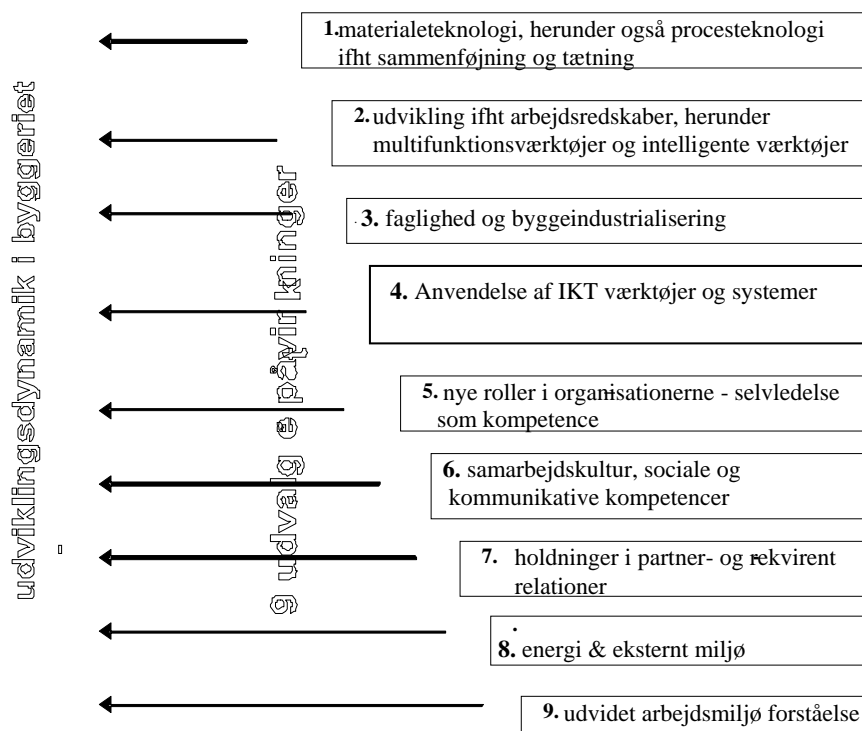 udviklingsdynamik i byggeriet
9 udvalgte påvirkninger
1. materialeteknologi, herunder også procesteknologi
ifht sammenføjning og tætning
2. udvikling ifht arbejdsredskaber, herunder
multifunktionsværktøjer og intelligente værktøjer
3. faglighed og byggeindustrialisering
4. Anvendelse af IKT værktøjer og systemer
5. nye roller i organisationerne - selvledelse
som kompetence
6. samarbejdskultur, sociale og
kommunikative kompetencer
7. holdninger i partner- og rekvirent
relationer
8. energi & eksternt miljø
9. udvidet arbejdsmiljø forståelse